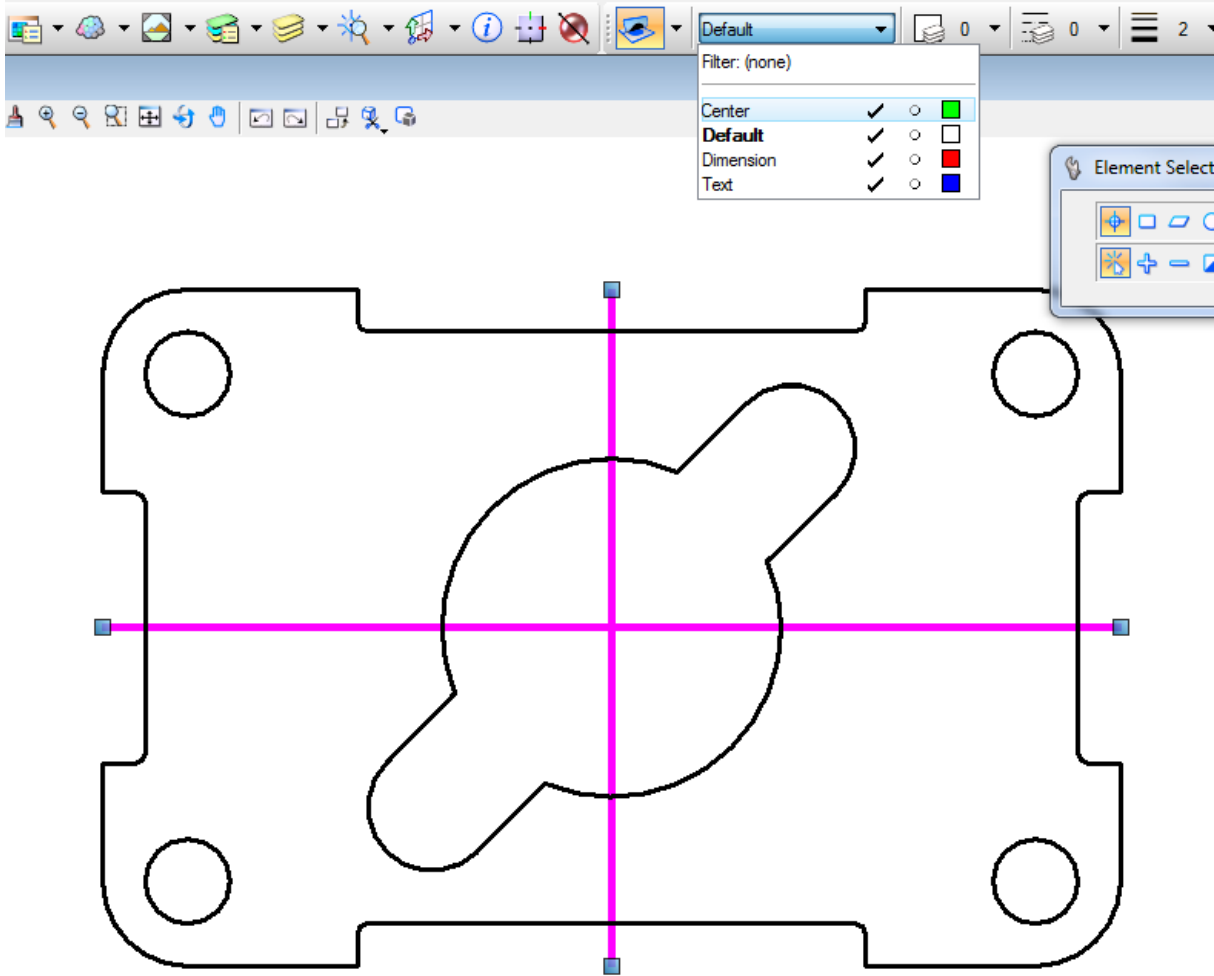 Default 0 0 2
Filter: (none)
Center
Default
Dimension
Text
Element Select